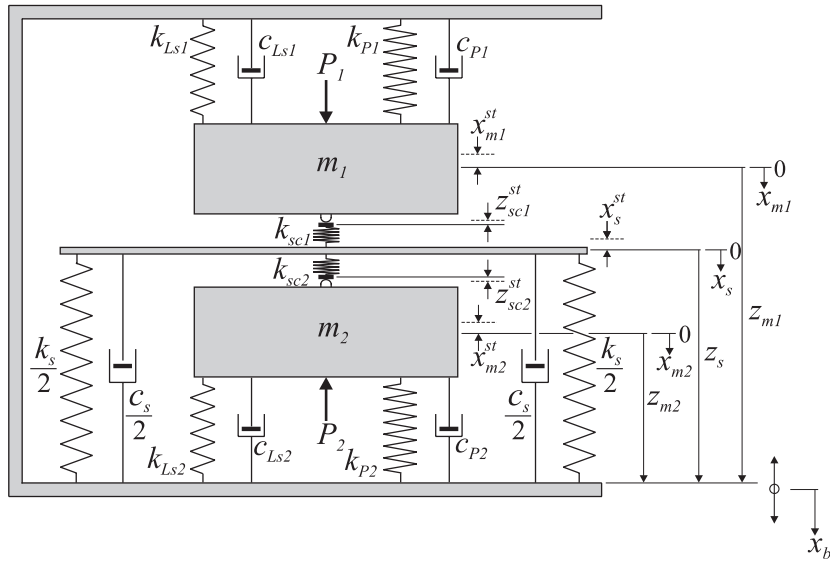 k_{Ls1}
c_{Ls1}
k_{P1}
c_{P1}
P_1
x_{m1}^{st}
m_1
0
x_{m1}
z_{sc1}^{st}
x_s^{st}
k_{sc1}
0
x_s
k_{sc2}
z_{sc2}^{st}
z_{m1}
m_2
0
k_s/2
c_s/2
x_{m2}^{st}
x_{m2}
c_s/2
k_s/2
z_s
z_{m2}
P_2
k_{Ls2}
c_{Ls2}
k_{P2}
c_{P2}
x_b